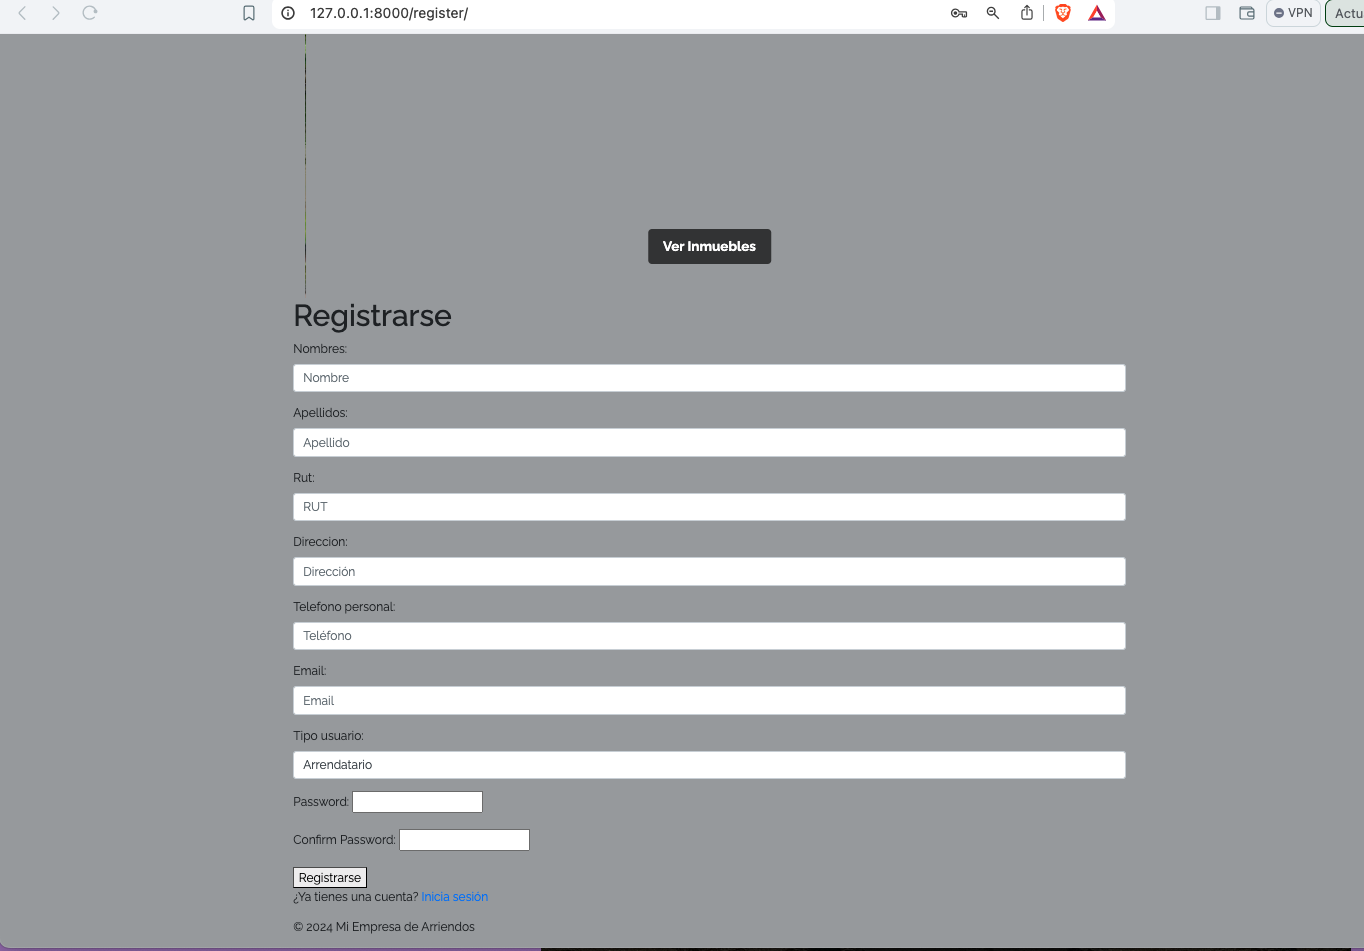 127.0.0.1:8000/register/
VPN
Actu
Ver Inmuebles
Registrarse
Nombres:
Nombre
Apellidos:
Apellido
Rut:
RUT
Direccion:
Dirección
Telefono personal:
Teléfono
Email:
Email
Tipo usuario:
Arrendatario
Password:
Confirm Password:
Registrarse
¿Ya tienes una cuenta? Inicia sesión
© 2024 Mi Empresa de Arriendos